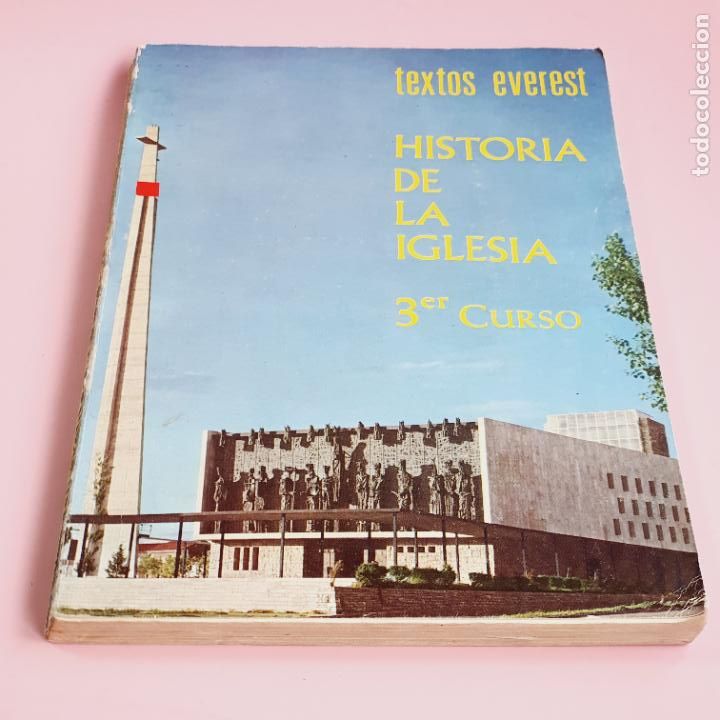 textos everest
HISTORIA
DE
LA
IGLESIA
3er CURSO
todocoleccion